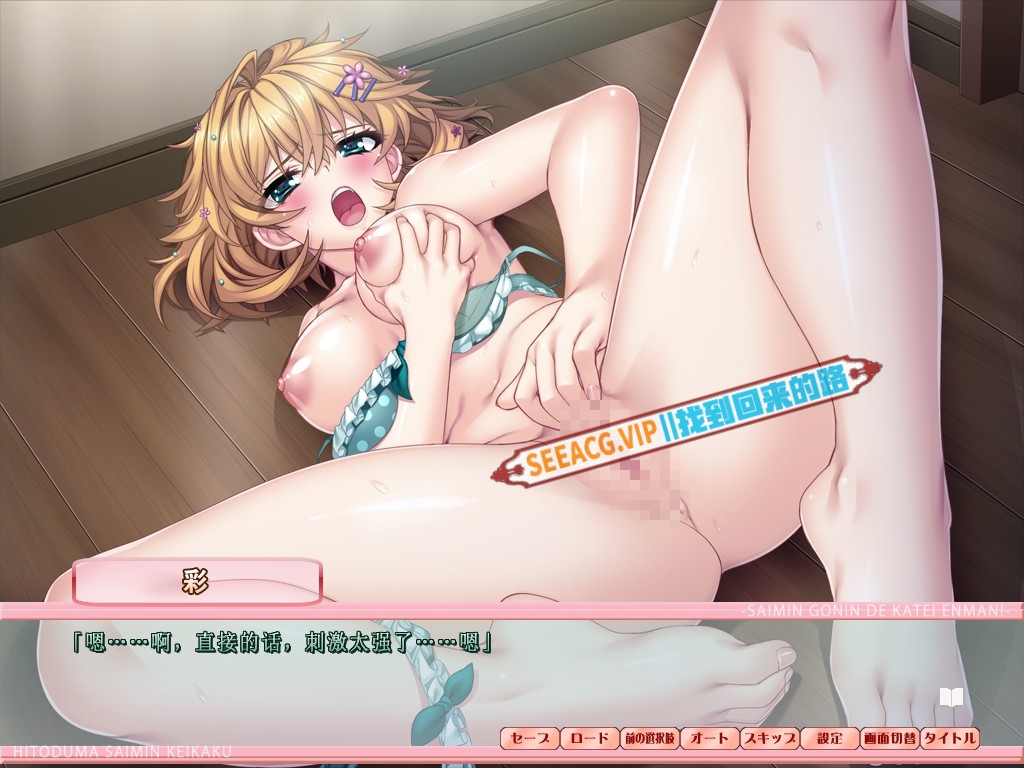 SEEACG.VIP||找到回来的路
彩
-SAIMIN GONIN DE KATEI ENMAN!-
「嗯……啊，直接的话，刺激太强了……嗯」
セーブ ロード 前の選択肢 オート スキップ 設定 画面切替 タイトル
HITODUMA SAIMIN KEIKAKU